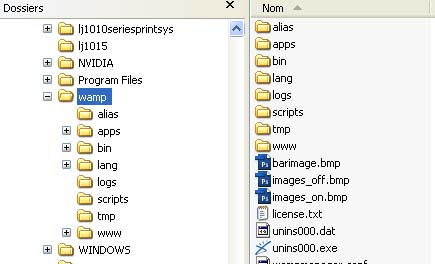 Dossiers
lj1010seriesprintsys
lj1015
NVIDIA
Program Files
wamp
alias
apps
bin
lang
logs
scripts
tmp
www
WINDOWS
Nom
alias
apps
bin
lang
logs
scripts
tmp
www
barimage.bmp
images_off.bmp
images_on.bmp
license.txt
unins000.dat
unins000.exe